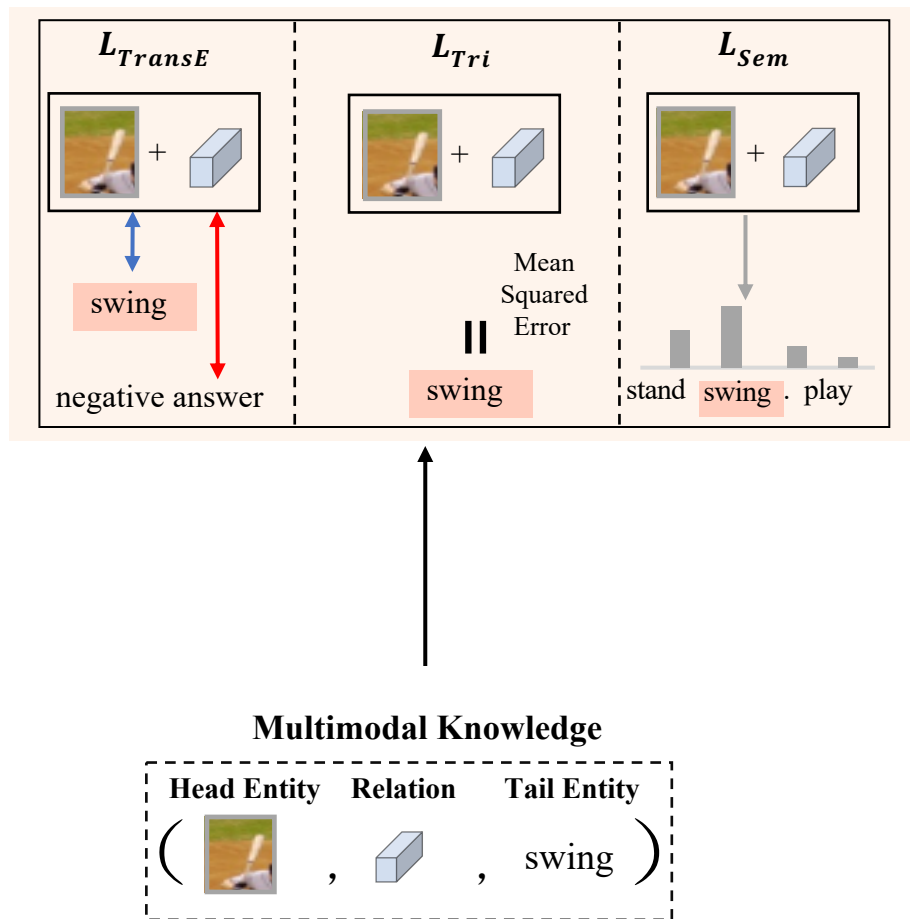 L_TransE
L_Tri
L_Sem
+
+
+
swing
negative answer
Mean
Squared
Error
=
swing
stand swing . play
Multimodal Knowledge
Head Entity Relation Tail Entity
( , , swing )